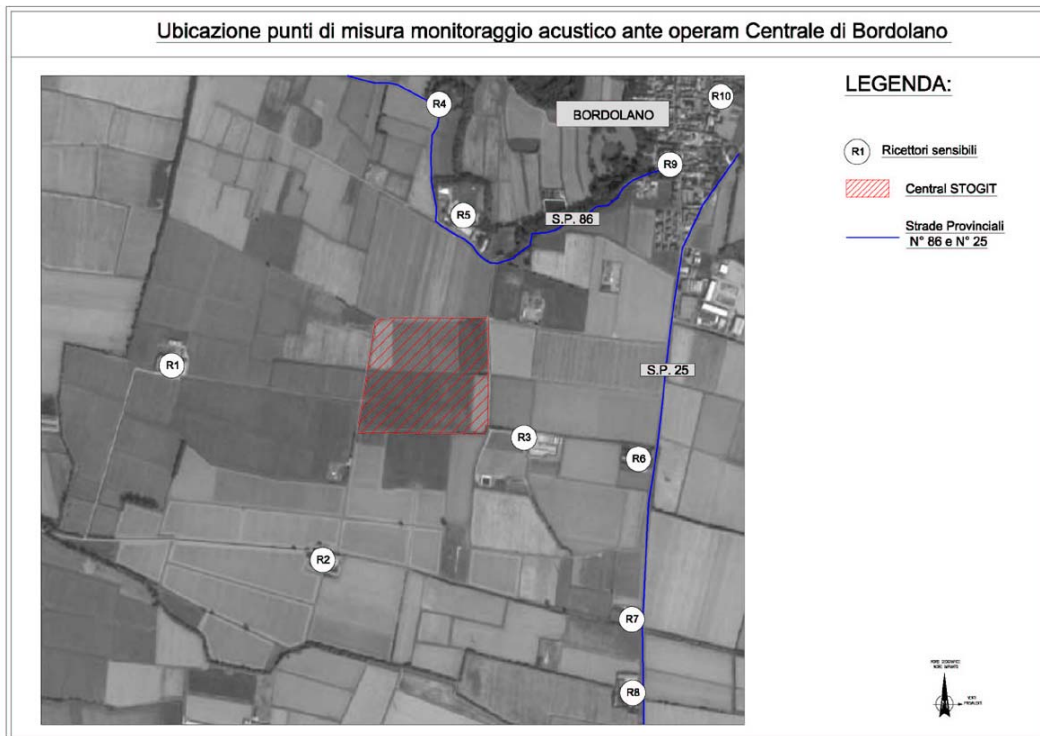 Ubicazione punti di misura monitoraggio acustico ante operam Centrale di Bordolano
LEGENDA:
R1 Ricettori sensibili
Central STOGIT
Strade Provinciali
N° 86 e N° 25
R4
BORDOLANO
R10
R9
R5
S.P. 86
R1
S.P. 25
R3
R6
R2
R7
R8